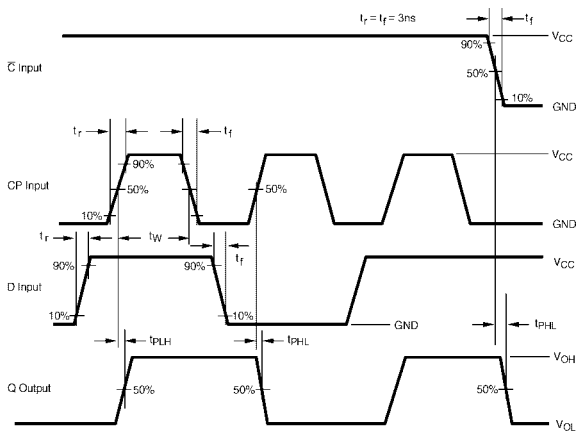 tr = tf = 3ns
tf
VCC
90%
C̅ Input
50%
10%
GND
tr
tf
VCC
90%
CP Input
50%
50%
10%
GND
tr
tW
tf
VCC
90%
90%
D Input
10%
10%
GND
tPLH
tPHL
tPHL
VOH
Q Output
50%
50%
50%
VOL